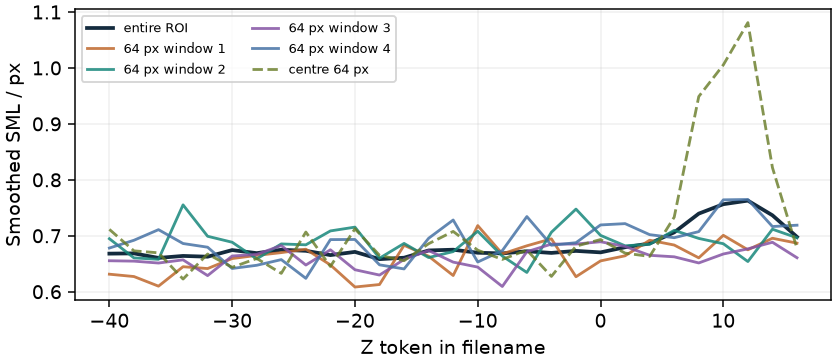 1.1
1.0
0.9
0.8
0.7
0.6
Smoothed SML / px
entire ROI
64 px window 1
64 px window 2
64 px window 3
64 px window 4
centre 64 px
−40 −30 −20 −10 0 10
Z token in filename